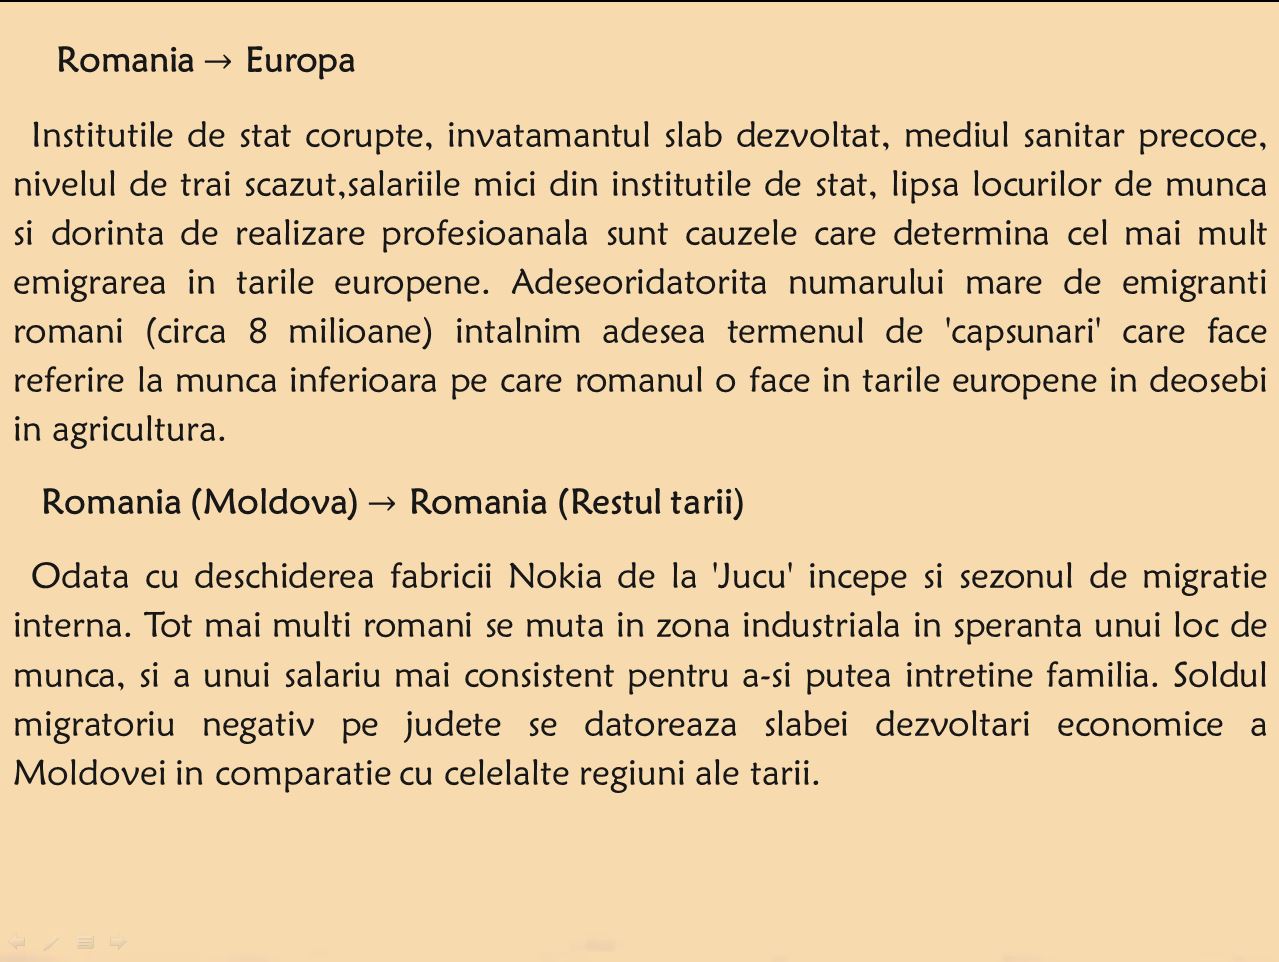 Romania → Europa
Institutile de stat corupte, invatamantul slab dezvoltat, mediul sanitar precoce,
nivelul de trai scazut,salariile mici din institutile de stat, lipsa locurilor de munca
si dorinta de realizare profesioanala sunt cauzele care determina cel mai mult
emigrarea in tarile europene. Adeseoridatorita numarului mare de emigranti
romani (circa 8 milioane) intalnim adesea termenul de 'capsunari' care face
referire la munca inferioara pe care romanul o face in tarile europene in deosebi
in agricultura.
Romania (Moldova) → Romania (Restul tarii)
Odata cu deschiderea fabricii Nokia de la 'Jucu' incepe si sezonul de migratie
interna. Tot mai multi romani se muta in zona industriala in speranta unui loc de
munca, si a unui salariu mai consistent pentru a-si putea intretine familia. Soldul
migratoriu negativ pe judete se datoreaza slabei dezvoltari economice a
Moldovei in comparatie cu celelalte regiuni ale tarii.